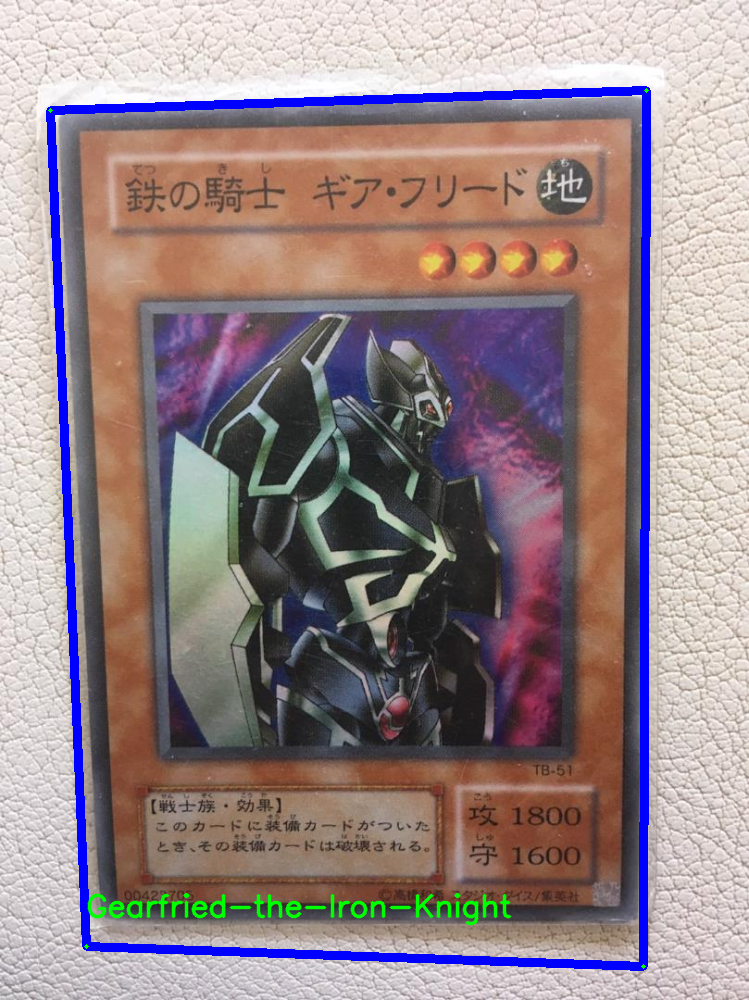 鉄の騎士 ギア・フリード 地
TB-51
【戦士族・効果】
このカードに装備カードがついた
とき、その装備カードは破壊される。
攻 1800
守 1600
Gearfried-the-Iron-Knight